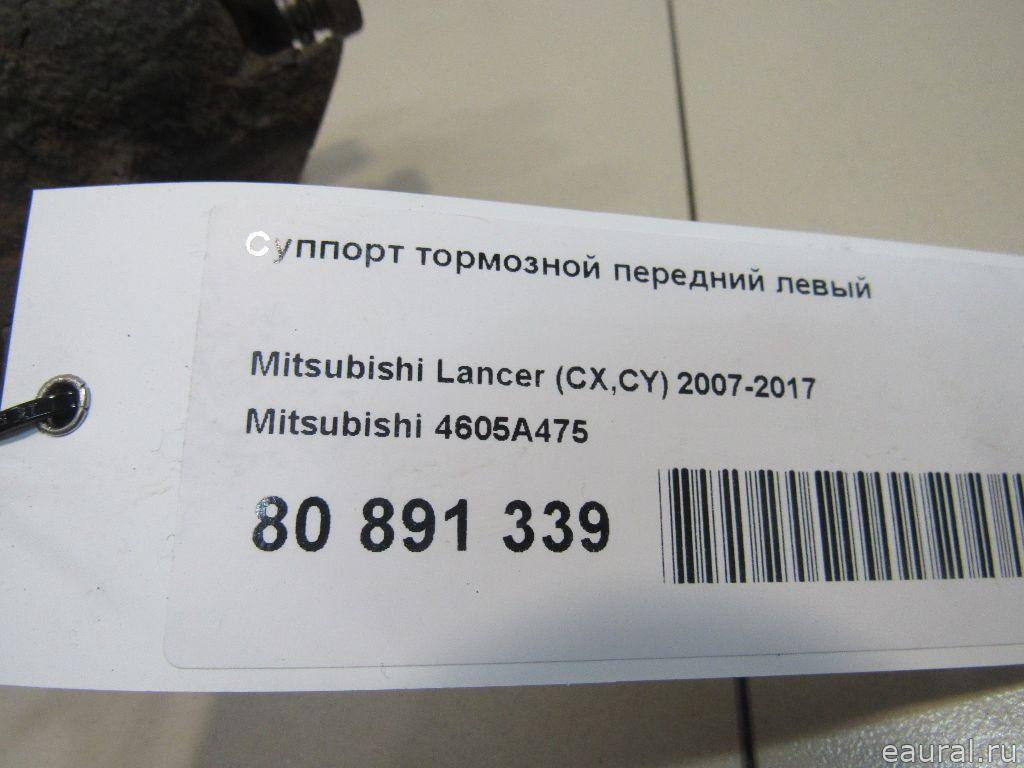 Суппорт тормозной передний левый
Mitsubishi Lancer (CX,CY) 2007-2017
Mitsubishi 4605A475
80 891 339
eaural.ru